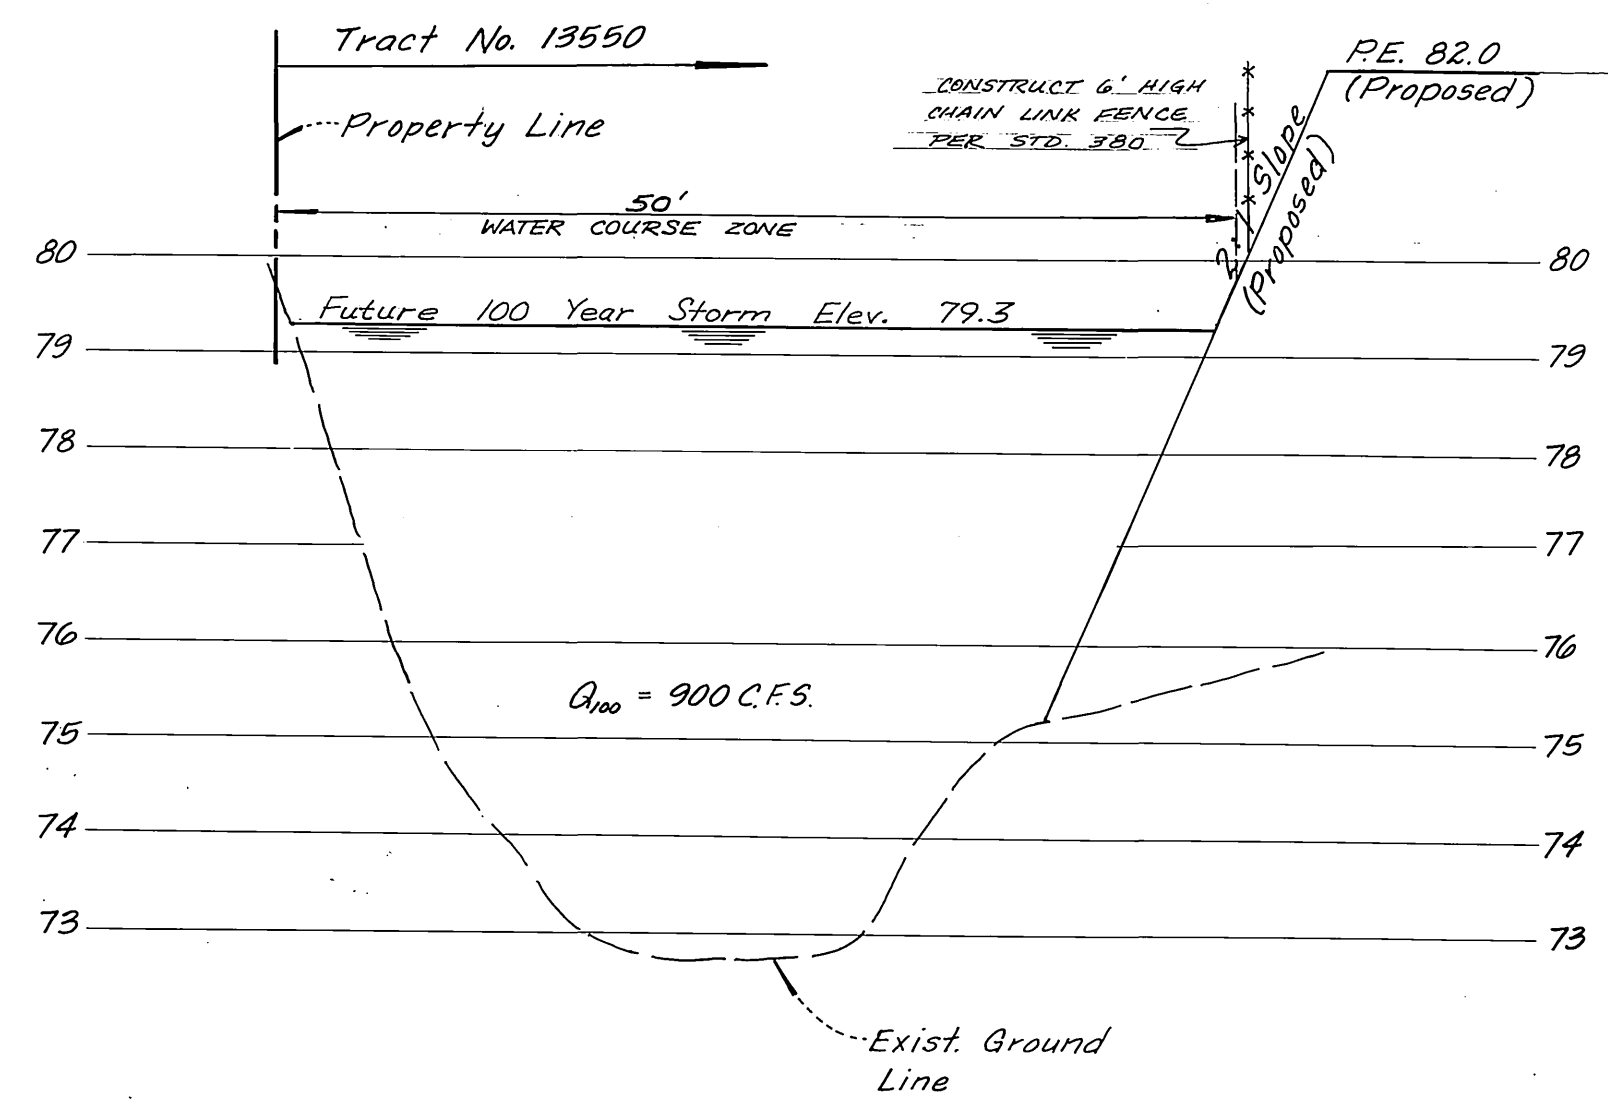 Tract No. 13550
P.E. 82.0
(Proposed)
CONSTRUCT 6' HIGH
CHAIN LINK FENCE
PER STD. 380
Property Line
2:1 Slope
(Proposed)
50'
WATER COURSE ZONE
80 80
Future 100 Year Storm Elev. 79.3
79 79
78 78
77 77
76 76
Q100 = 900 C.F.S.
75 75
74 74
73 73
Exist. Ground
Line